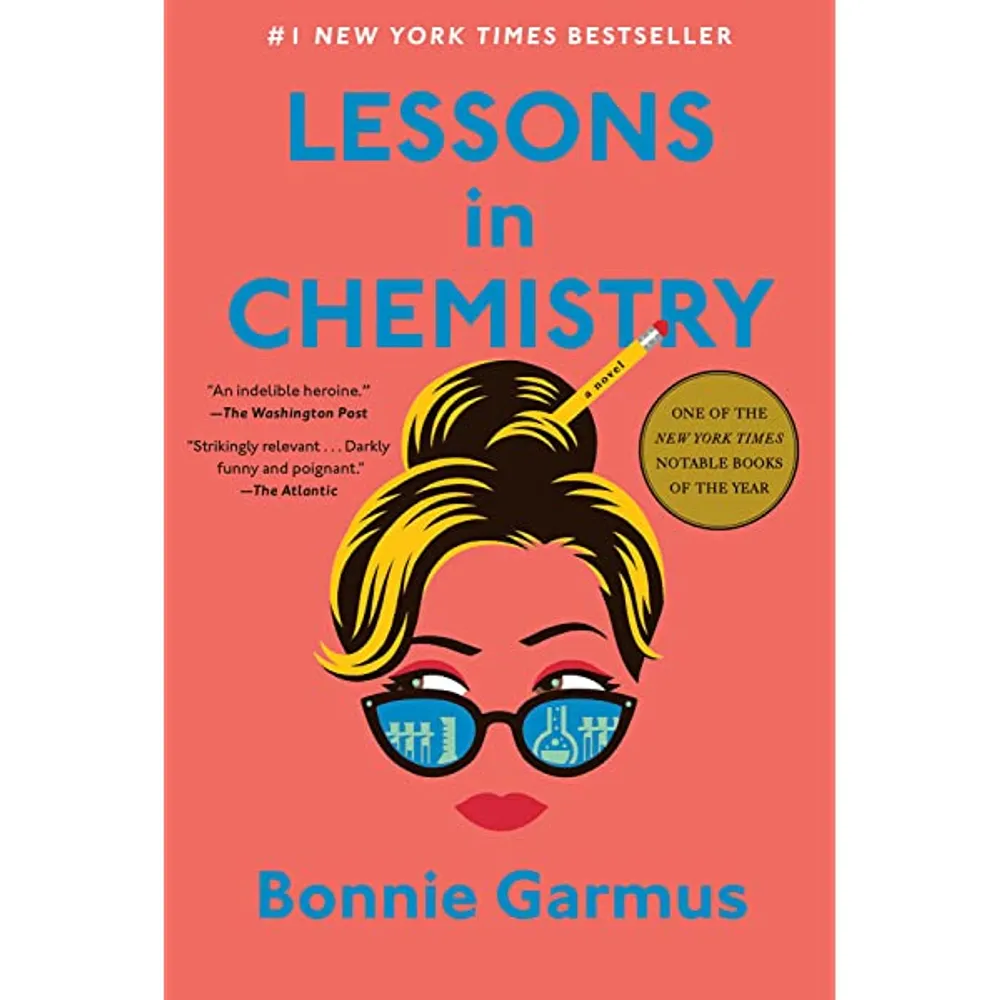 #1 NEW YORK TIMES BESTSELLER
LESSONS
in
CHEMISTRY
a novel
"An indelible heroine."
—The Washington Post
"Strikingly relevant . . . Darkly
funny and poignant."
—The Atlantic
ONE OF THE
NEW YORK TIMES
NOTABLE BOOKS
OF THE YEAR
Bonnie Garmus